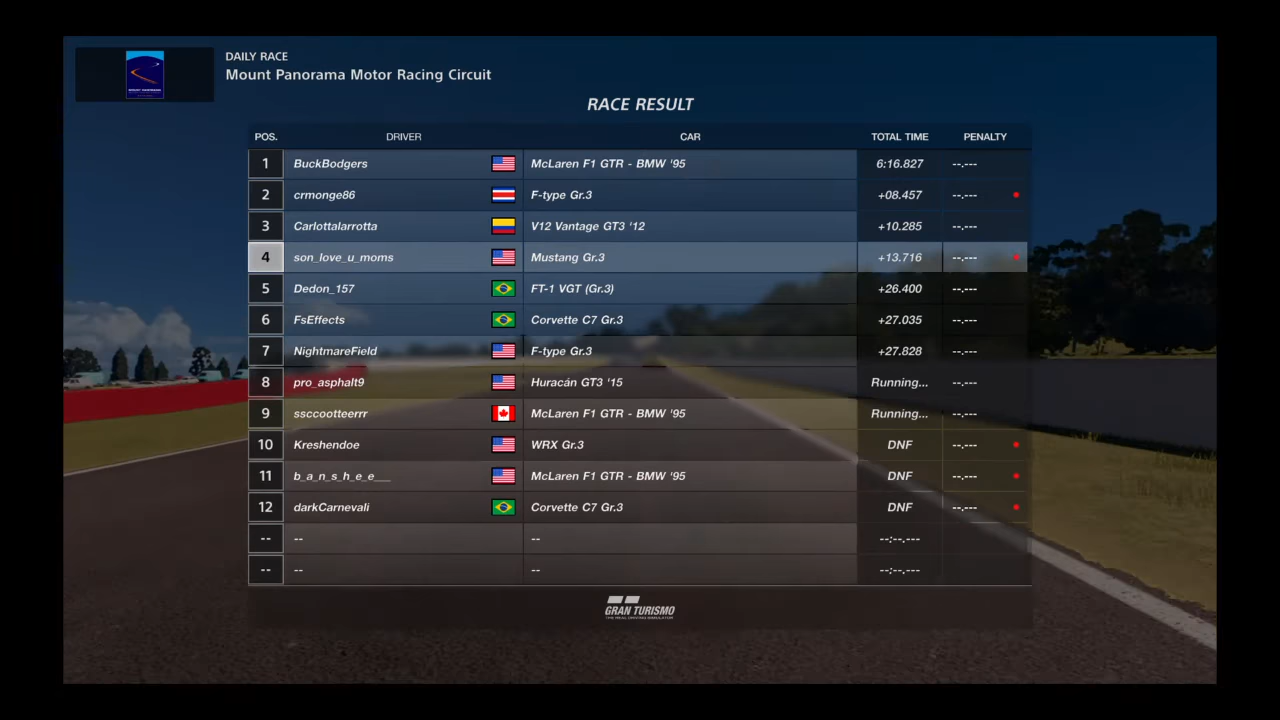 DAILY RACE
Mount Panorama Motor Racing Circuit
RACE RESULT
POS. DRIVER CAR TOTAL TIME PENALTY
1 BuckBodgers McLaren F1 GTR - BMW '95 6:16.827 --.---
2 crmonge86 F-type Gr.3 +08.457 --.---
3 Carlottalarrotta V12 Vantage GT3 '12 +10.285 --.---
4 son_love_u_moms Mustang Gr.3 +13.716 --.---
5 Dedon_157 FT-1 VGT (Gr.3) +26.400 --.---
6 FsEffects Corvette C7 Gr.3 +27.035 --.---
7 NightmareField F-type Gr.3 +27.828 --.---
8 pro_asphalt9 Huracán GT3 '15 Running... --.---
9 ssccootteerrr McLaren F1 GTR - BMW '95 Running... --.---
10 Kreshendoe WRX Gr.3 DNF --.---
11 b_a_n_s_h_e_e___ McLaren F1 GTR - BMW '95 DNF --.---
12 darkCarnevali Corvette C7 Gr.3 DNF --.---
-- -- -- --:--.---
-- -- -- --:--.---
GRAN TURISMO
THE REAL DRIVING SIMULATOR